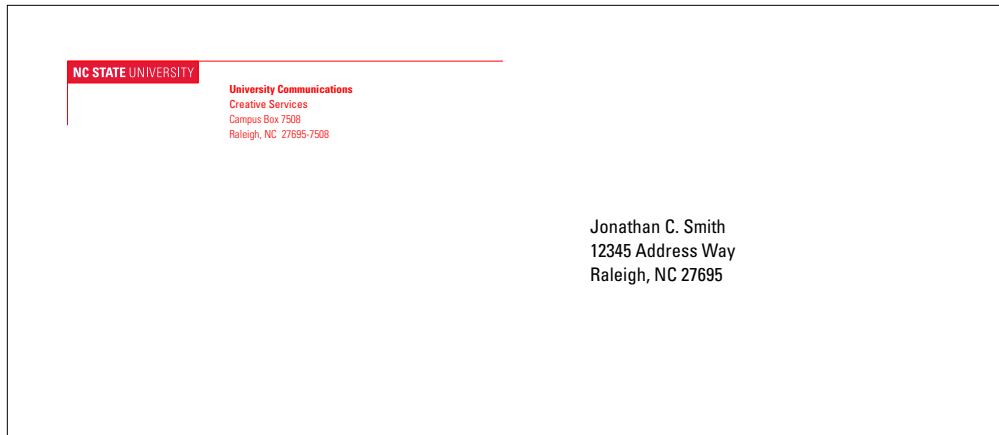 NC STATE UNIVERSITY
University Communications
Creative Services
Campus Box 7508
Raleigh, NC  27695-7508
Jonathan C. Smith
12345 Address Way
Raleigh, NC 27695